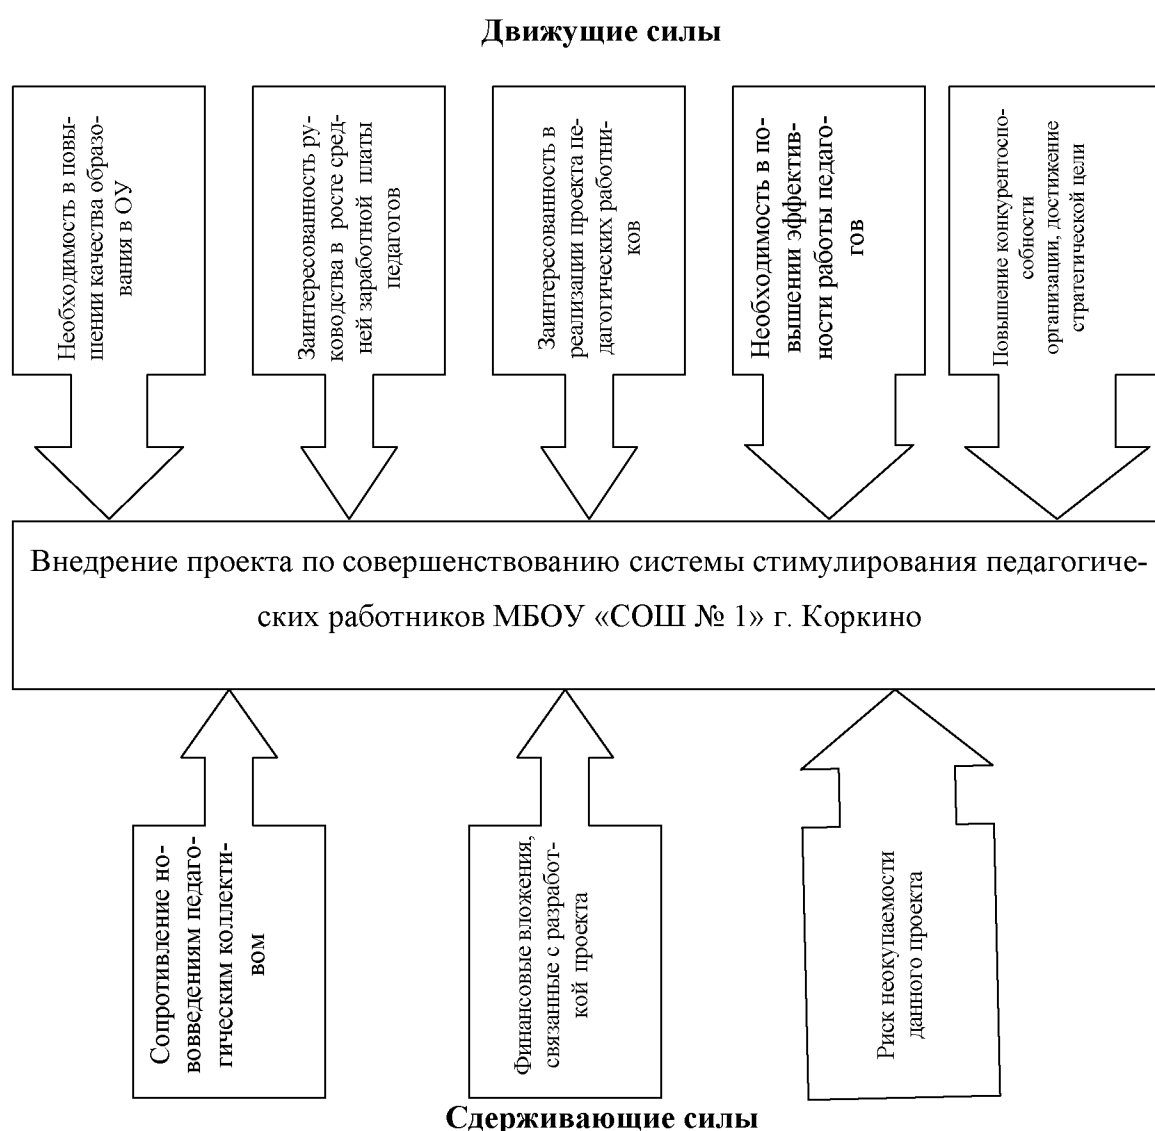 Движущие силы
Необходимость в повы-
шении качества образо-
вания в ОУ
Заинтересованность ру-
ководства в росте сред-
ней заработной платы
педагогов
Заинтересованность в
реализации проекта пе-
дагогических работни-
ков
Необходимость в по-
вышении эффектив-
ности работы педаго-
гов
Повышение конкурентоспо-
собности
организации, достижение
стратегической цели
Внедрение проекта по совершенствованию системы стимулирования педагогиче-
ских работников МБОУ «СОШ № 1» г. Коркино
Сопротивление но-
вовведениям педаго-
гическим коллекти-
вом
Финансовые вложения,
связанные с разработ-
кой проекта
Риск неокупаемости
данного проекта
Сдерживающие силы